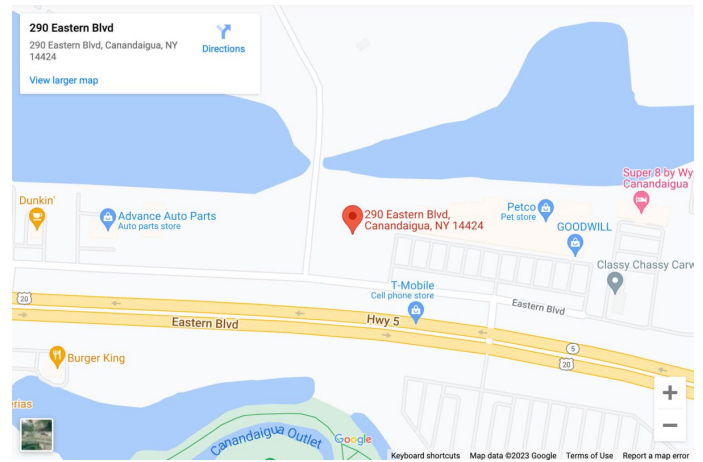 290 Eastern Blvd
290 Eastern Blvd, Canandaigua, NY
14424
Directions
View larger map
Super 8 by Wy
Canandaigua
Dunkin'
Advance Auto Parts
Auto parts store
290 Eastern Blvd,
Canandaigua, NY 14424
Petco
Pet store
GOODWILL
Classy Chassy Carw
T-Mobile
Cell phone store
20
Eastern Blvd
Eastern Blvd
Hwy 5
5
20
Burger King
erias
Canandaigua Outlet
Google
+
−
Keyboard shortcuts
Map data ©2023 Google
Terms of Use
Report a map error